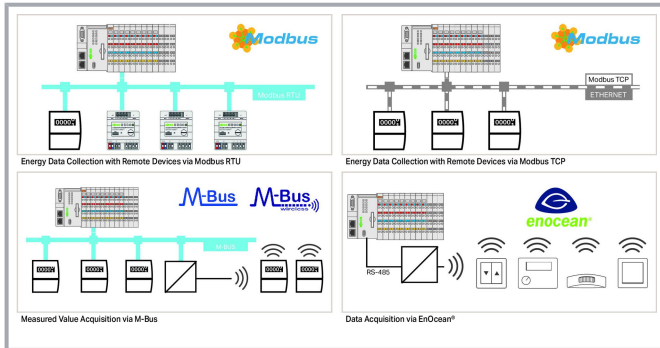 Modbus
Modbus RTU
Energy Data Collection with Remote Devices via Modbus RTU
Modbus
Modbus TCP
ETHERNET
Energy Data Collection with Remote Devices via Modbus TCP
M-Bus
M-Bus
wireless
M-BUS
Measured Value Acquisition via M-Bus
enocean®
RS-485
Data Acquisition via EnOcean®